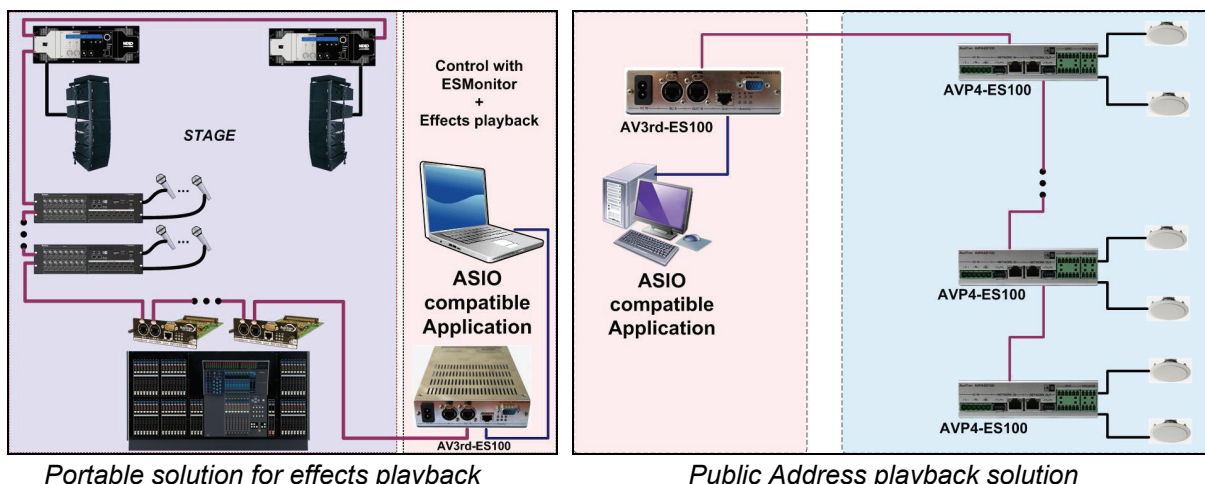 Control with
ESMonitor
+
Effects playback
STAGE
ASIO
compatible
Application
AV3rd-ES100
Portable solution for effects playback
AV3rd-ES100
ASIO
compatible
Application
AVP4-ES100
AVP4-ES100
AVP4-ES100
Public Address playback solution